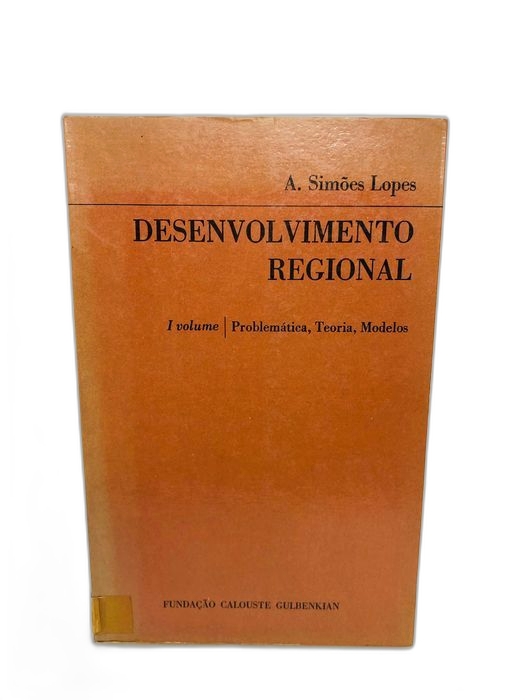 A. Simões Lopes
DESENVOLVIMENTO
REGIONAL
I volume | Problemática, Teoria, Modelos
FUNDAÇÃO CALOUSTE GULBENKIAN